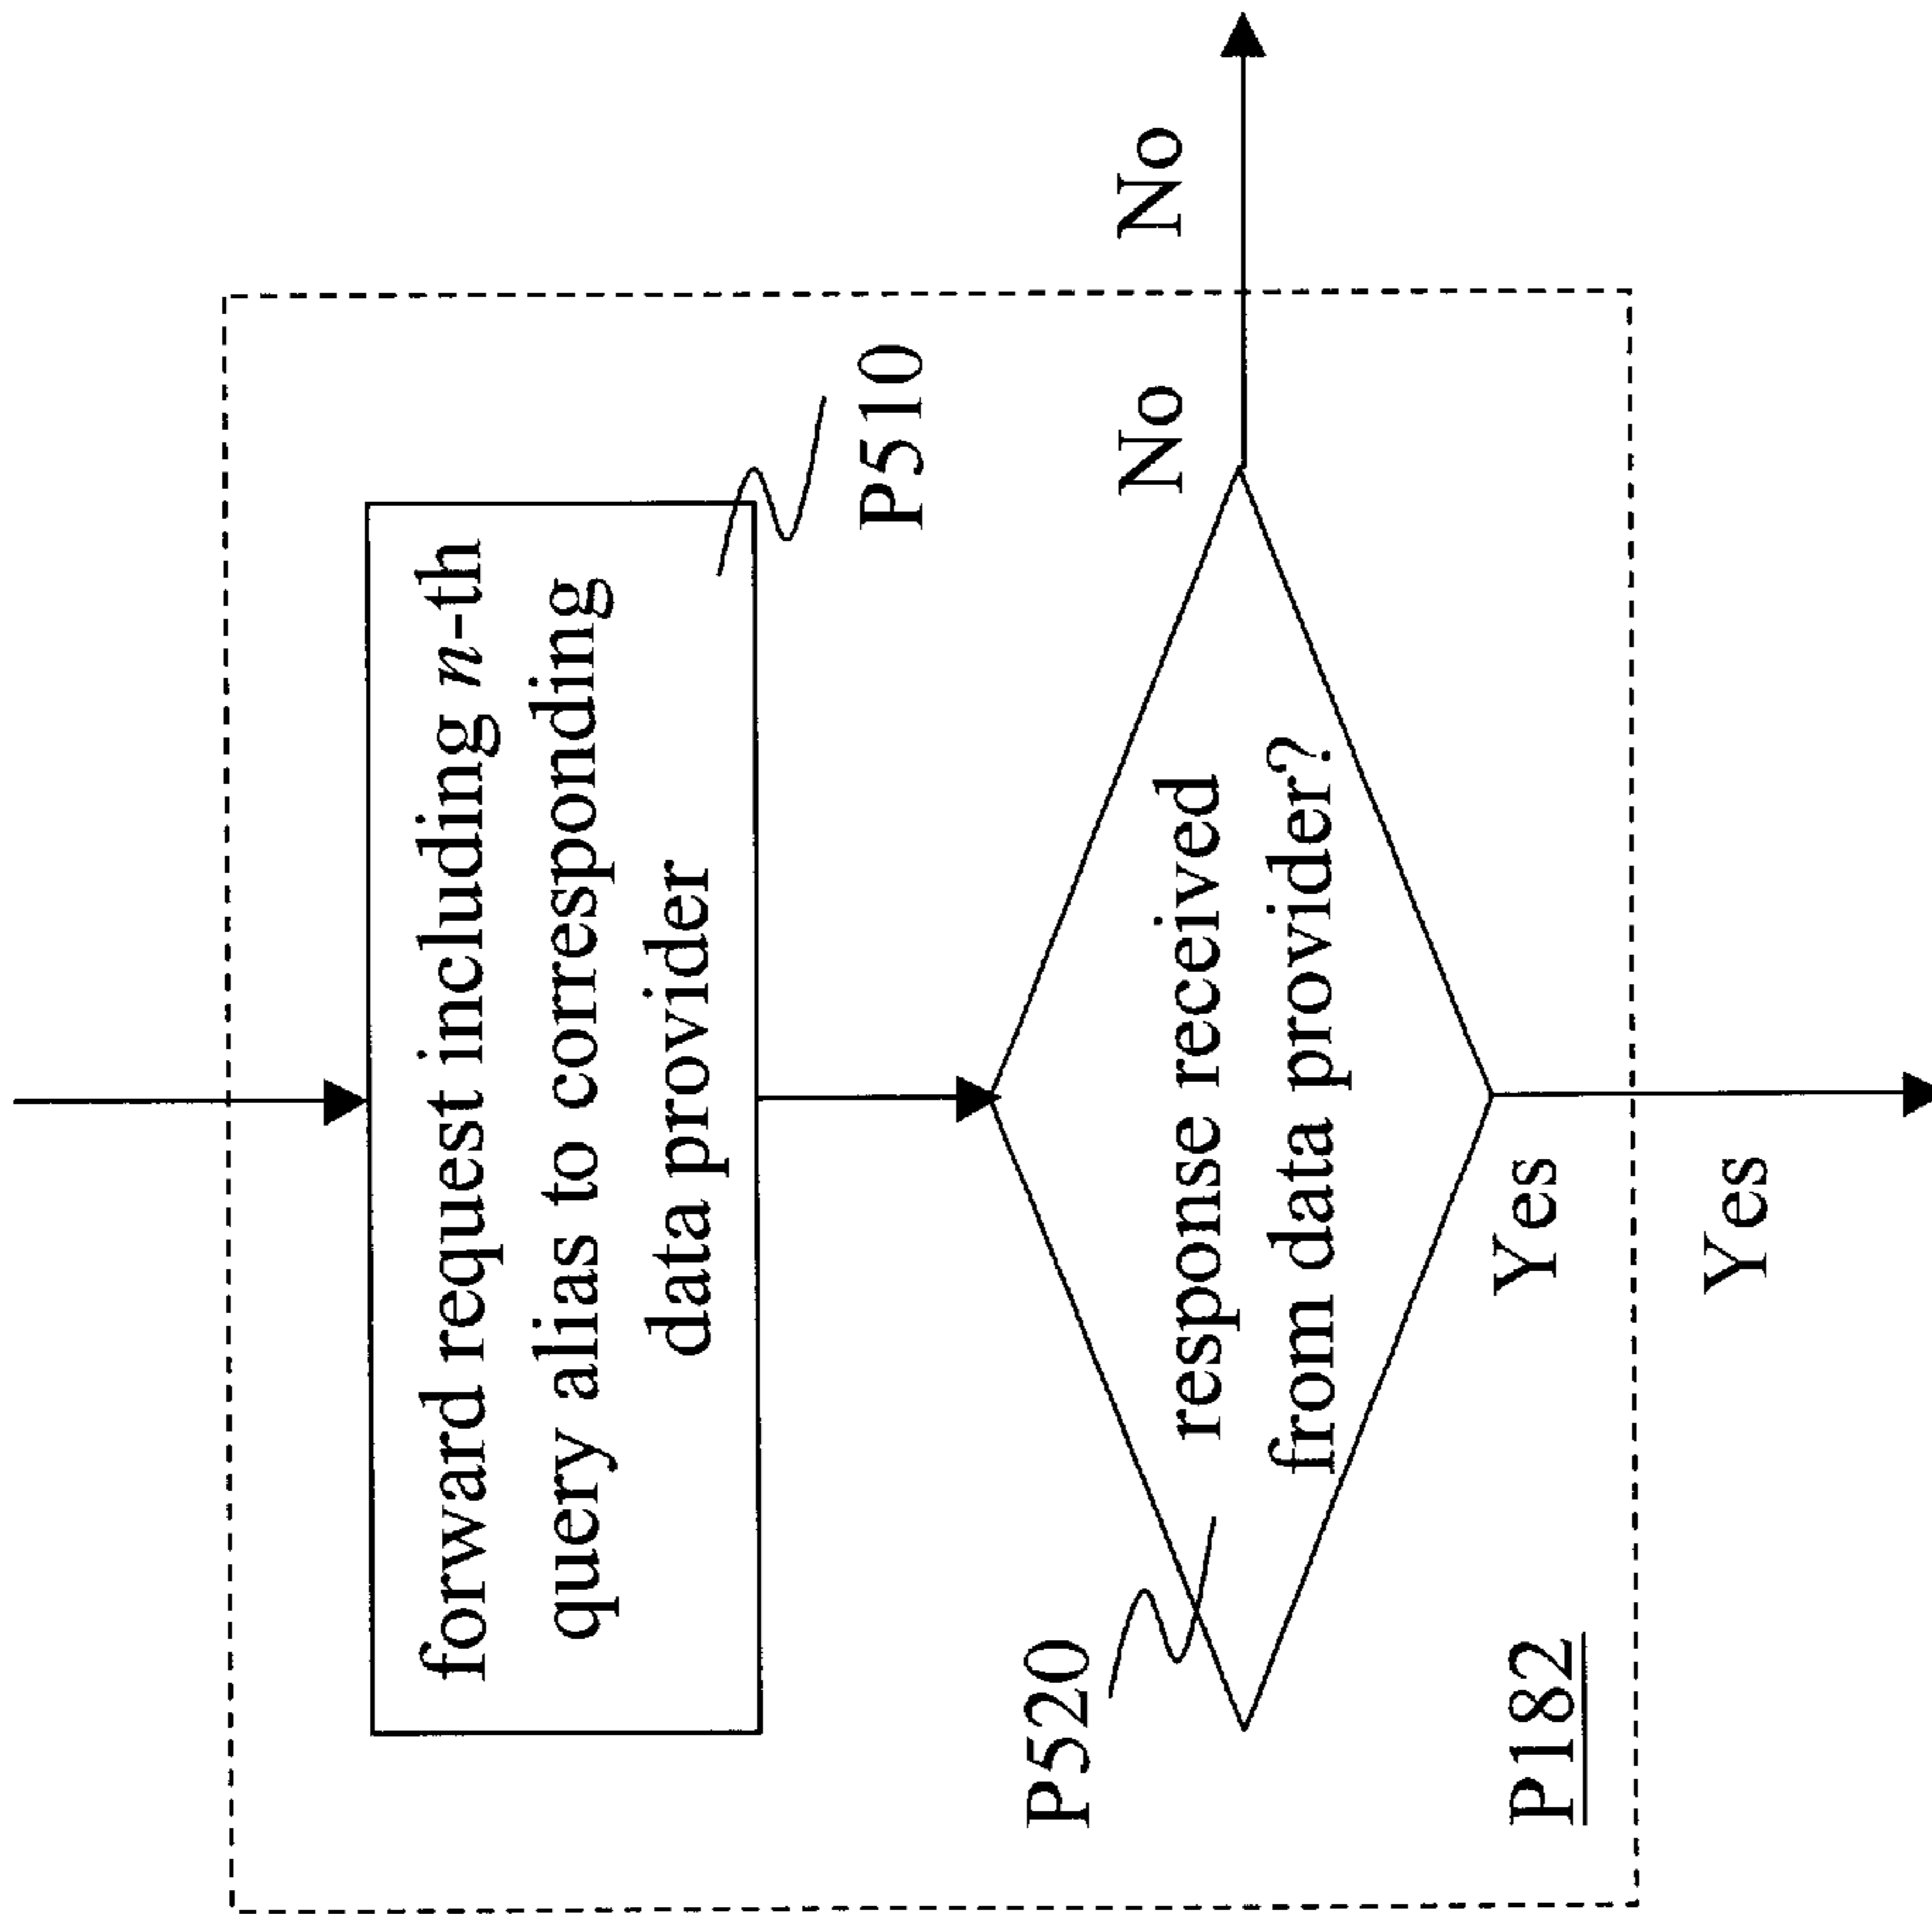 forward request including n-th
query alias to corresponding
data provider
P510
P520
response received
from data provider?
No
No
Yes
Yes
P182